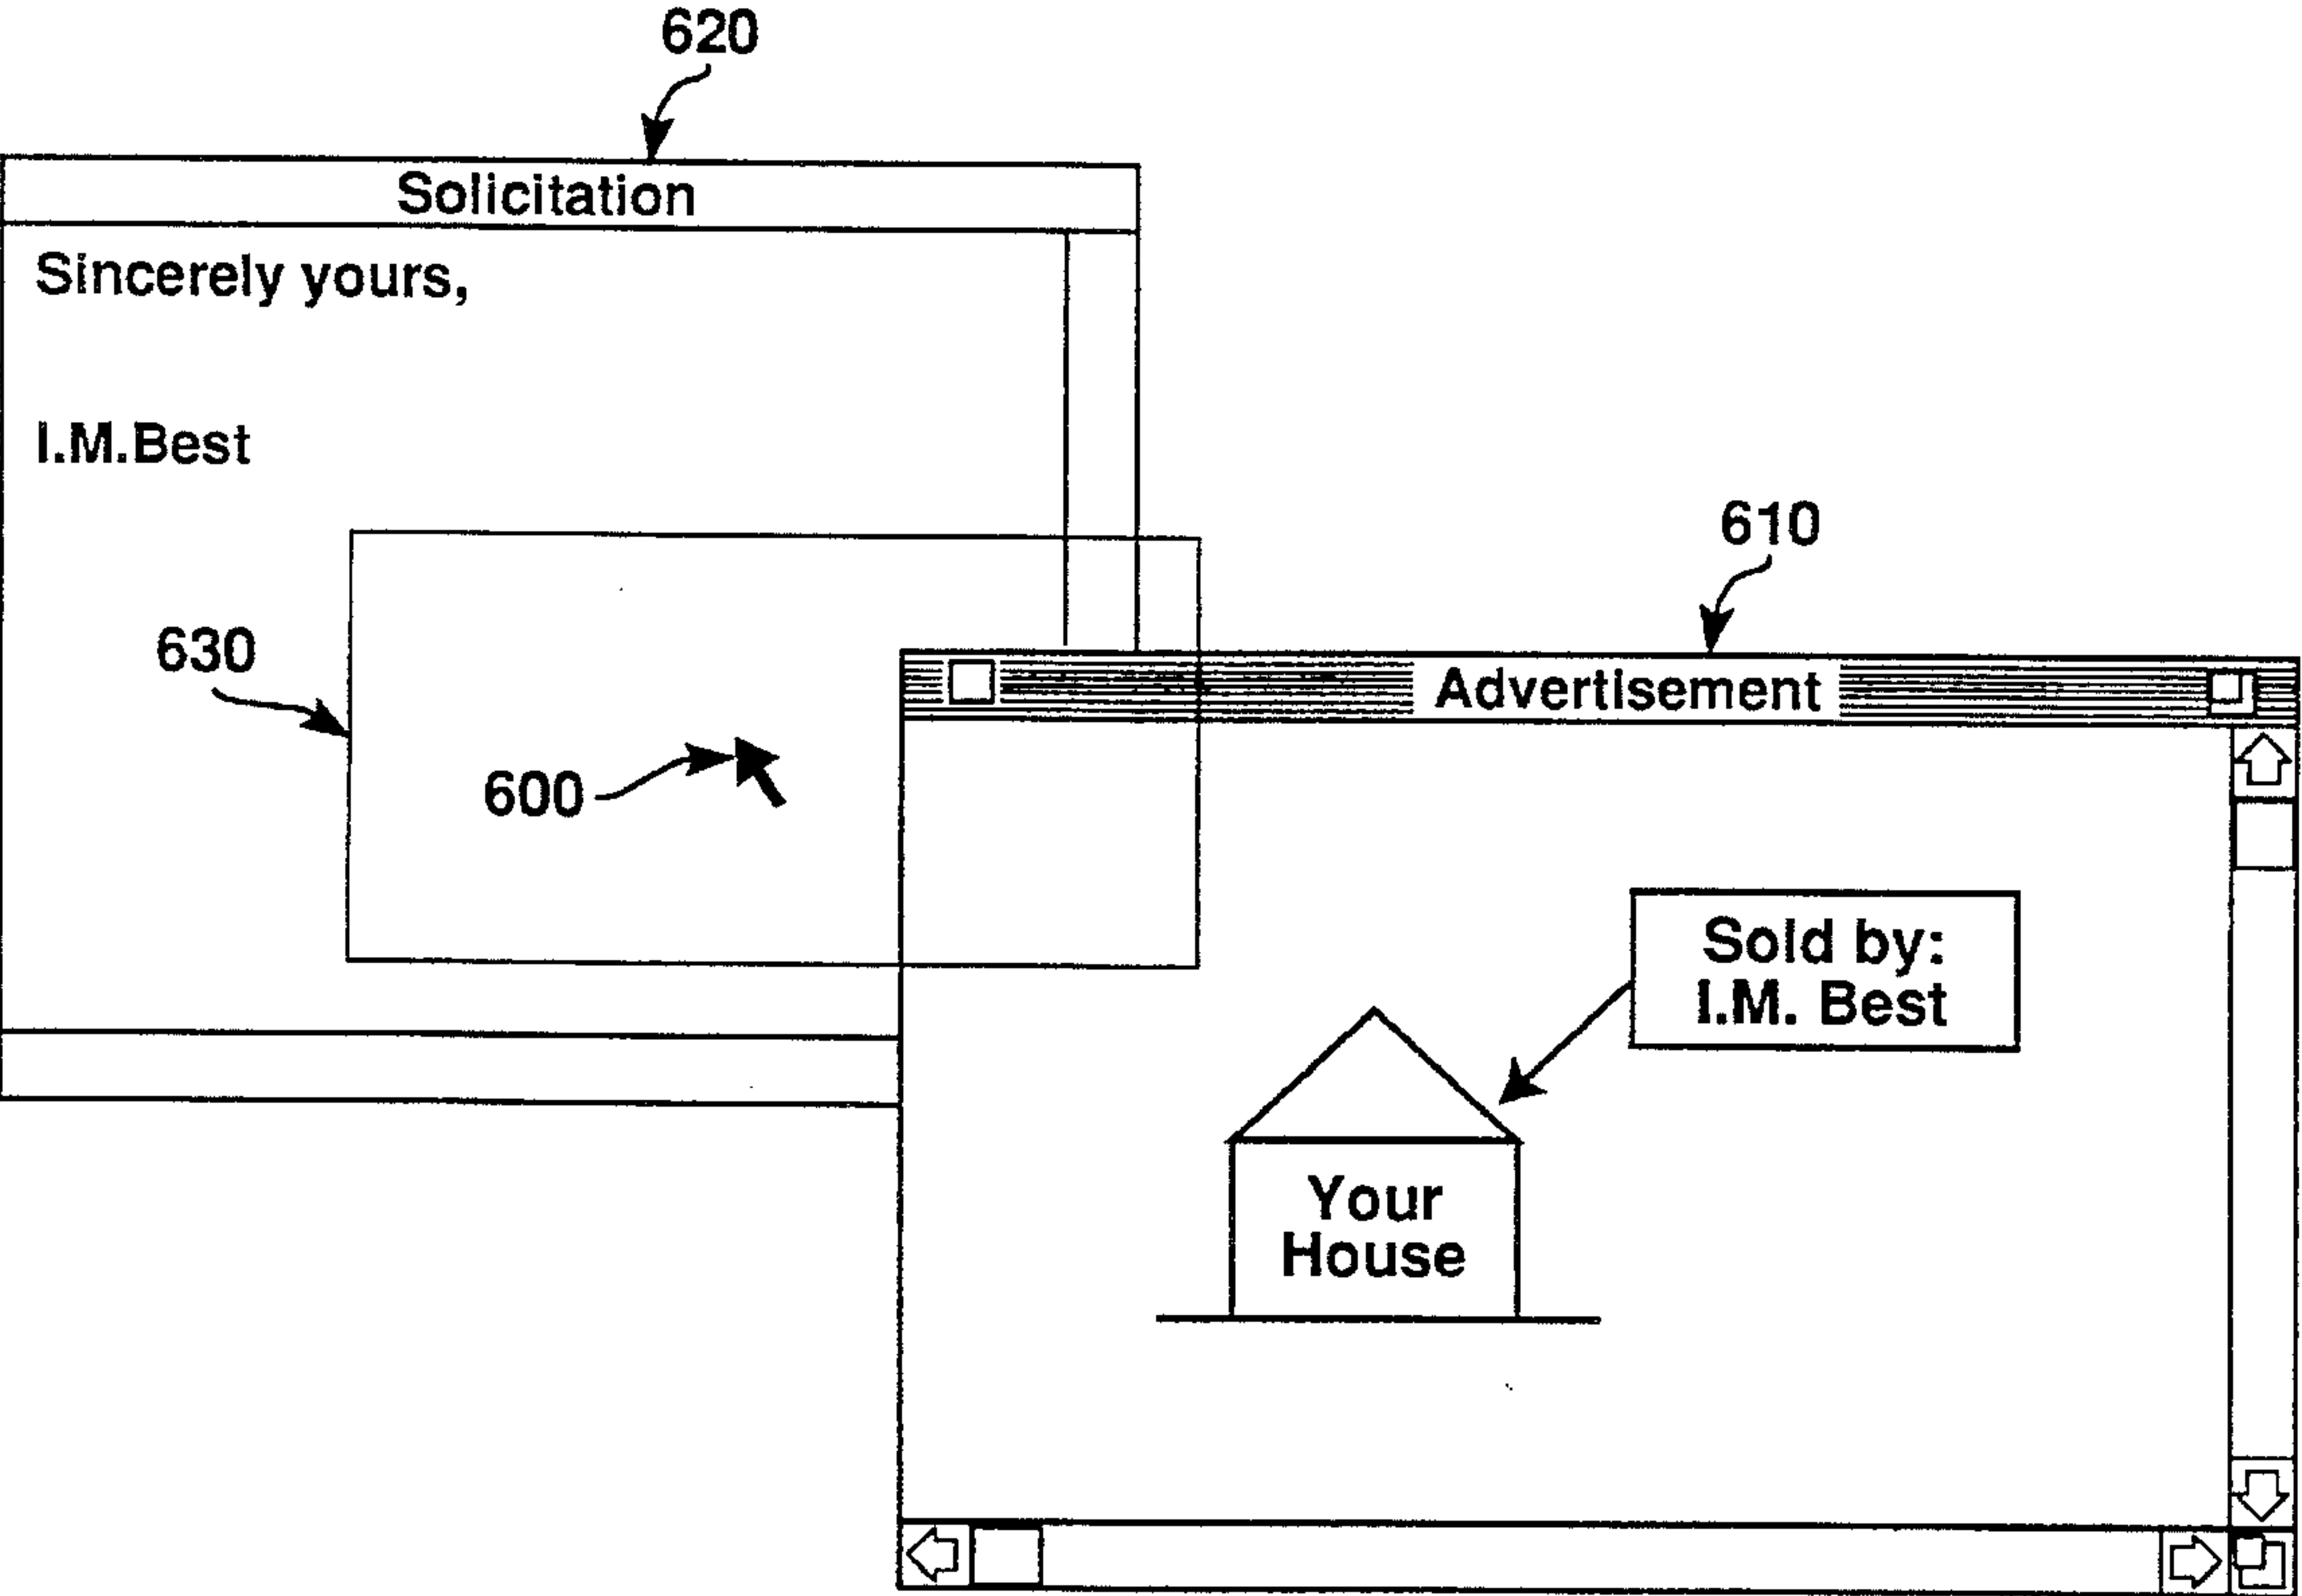 620
Solicitation
Sincerely yours,
I.M.Best
610
630
Advertisement
600
Sold by:
I.M. Best
Your
House